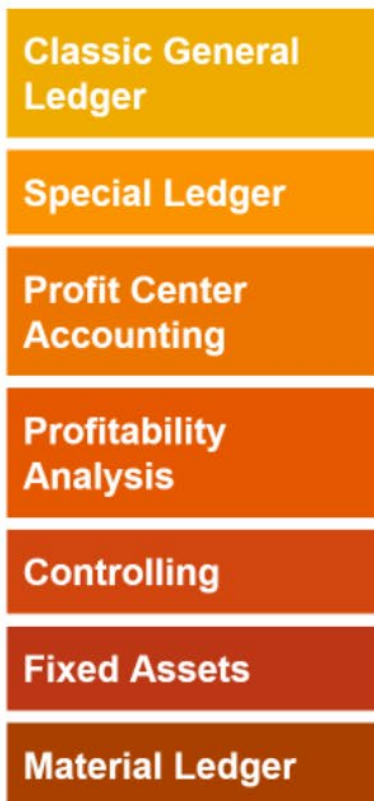 Classic General
Ledger
Special Ledger
Profit Center
Accounting
Profitability
Analysis
Controlling
Fixed Assets
Material Ledger